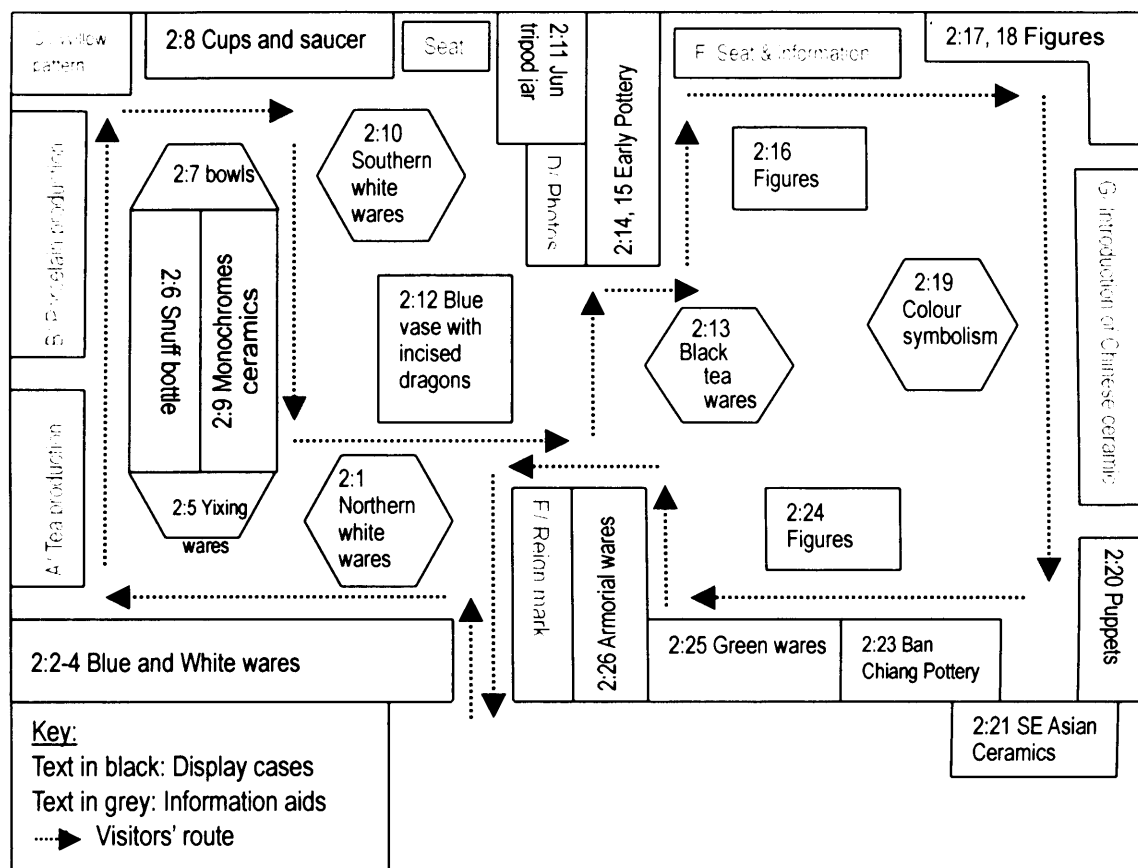 Willow
pattern
2:8 Cups and saucer
Seat
2:11 Jun
tripod jar
2:14, 15 Early Pottery
F: Seat & information
2:17, 18 Figures
B/ Porcelain production
2:7 bowls
2:10
Southern
white
wares
D/ Photos
2:16
Figures
G: Introduction of Chinese ceramic
2:6 Snuff bottle
2:9 Monochromes
ceramics
2:12 Blue
vase with
incised
dragons
2:13
Black
tea
wares
2:19
Colour
symbolism
A/ Tea production
2:5 Yixing
wares
2:1
Northern
white
wares
E/ Reign mark
2:26 Armorial wares
2:24
Figures
2:20 Puppets
2:2-4 Blue and White wares
2:25 Green wares
2:23 Ban
Chiang Pottery
2:21 SE Asian
Ceramics
Key:
Text in black: Display cases
Text in grey: Information aids
Visitors' route